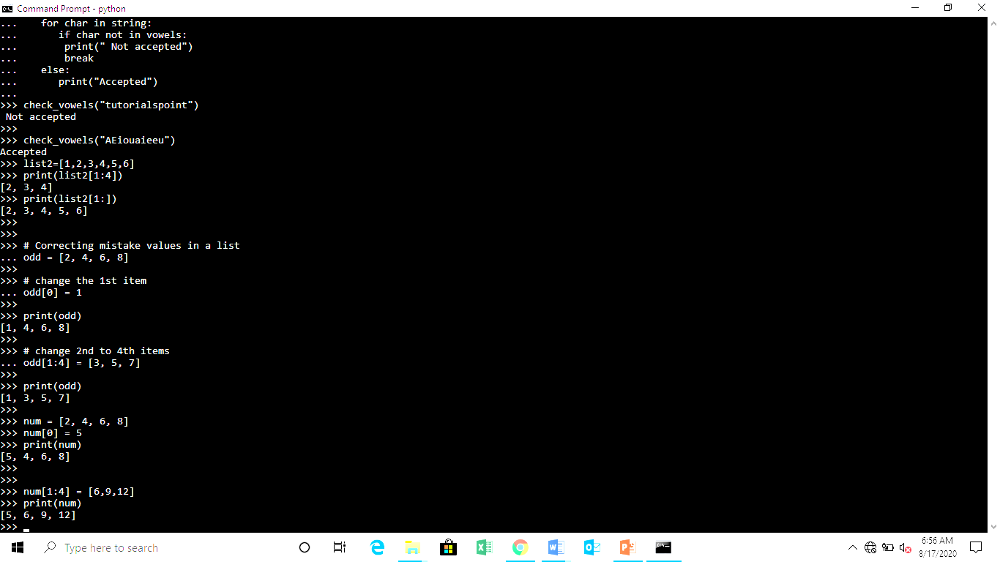 Command Prompt - python
...    for char in string:
...       if char not in vowels:
...        print(" Not accepted")
...        break
...    else:
...       print("Accepted")
...
>>> check_vowels("tutorialspoint")
 Not accepted
>>>
>>> check_vowels("AEiouaieeu")
Accepted
>>> list2=[1,2,3,4,5,6]
>>> print(list2[1:4])
[2, 3, 4]
>>> print(list2[1:])
[2, 3, 4, 5, 6]
>>>
>>>
>>> # Correcting mistake values in a list
... odd = [2, 4, 6, 8]
>>>
>>> # change the 1st item
... odd[0] = 1
>>>
>>> print(odd)
[1, 4, 6, 8]
>>>
>>> # change 2nd to 4th items
... odd[1:4] = [3, 5, 7]
>>>
>>> print(odd)
[1, 3, 5, 7]
>>>
>>> num = [2, 4, 6, 8]
>>> num[0] = 5
>>> print(num)
[5, 4, 6, 8]
>>>
>>>
>>> num[1:4] = [6,9,12]
>>> print(num)
[5, 6, 9, 12]
>>>
Type here to search
6:56 AM
8/17/2020